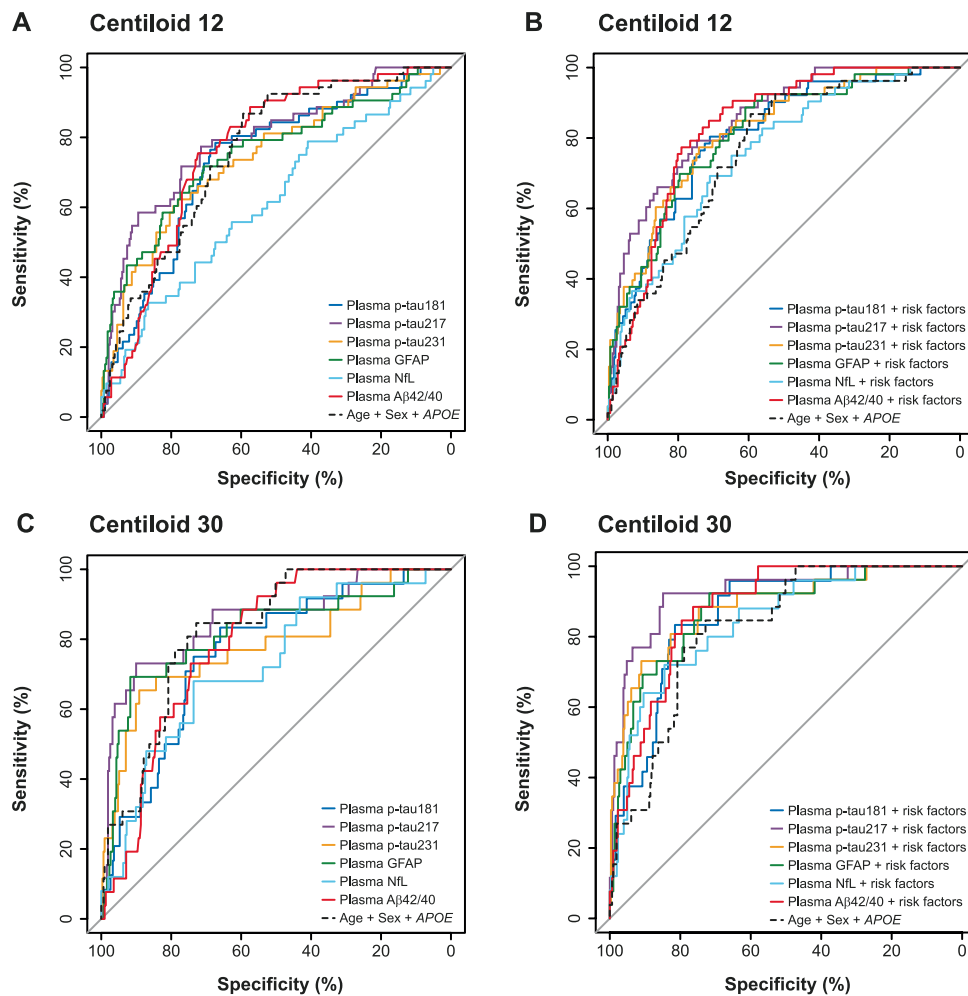 A Centiloid 12
Sensitivity (%)
100
80
60
40
20
0
Plasma p-tau181
Plasma p-tau217
Plasma p-tau231
Plasma GFAP
Plasma NfL
Plasma Aβ42/40
Age + Sex + APOE
100 80 60 40 20 0
Specificity (%)
B Centiloid 12
Sensitivity (%)
100
80
60
40
20
0
Plasma p-tau181 + risk factors
Plasma p-tau217 + risk factors
Plasma p-tau231 + risk factors
Plasma GFAP + risk factors
Plasma NfL + risk factors
Plasma Aβ42/40 + risk factors
Age + Sex + APOE
100 80 60 40 20 0
Specificity (%)
C Centiloid 30
Sensitivity (%)
100
80
60
40
20
0
Plasma p-tau181
Plasma p-tau217
Plasma p-tau231
Plasma GFAP
Plasma NfL
Plasma Aβ42/40
Age + Sex + APOE
100 80 60 40 20 0
Specificity (%)
D Centiloid 30
Sensitivity (%)
100
80
60
40
20
0
Plasma p-tau181 + risk factors
Plasma p-tau217 + risk factors
Plasma p-tau231 + risk factors
Plasma GFAP + risk factors
Plasma NfL + risk factors
Plasma Aβ42/40 + risk factors
Age + Sex + APOE
100 80 60 40 20 0
Specificity (%)